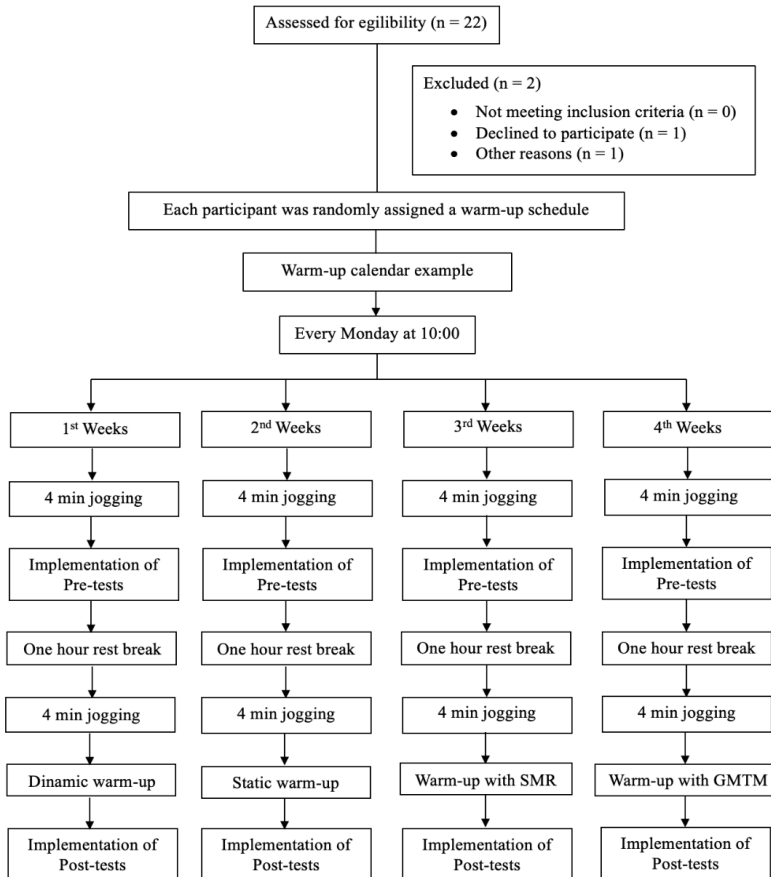 Assessed for egilibility (n = 22)
Excluded (n = 2)
• Not meeting inclusion criteria (n = 0)
• Declined to participate (n = 1)
• Other reasons (n = 1)
Each participant was randomly assigned a warm-up schedule
Warm-up calendar example
Every Monday at 10:00
1st Weeks
2nd Weeks
3rd Weeks
4th Weeks
4 min jogging
4 min jogging
4 min jogging
4 min jogging
Implementation of
Pre-tests
Implementation of
Pre-tests
Implementation of
Pre-tests
Implementation of
Pre-tests
One hour rest break
One hour rest break
One hour rest break
One hour rest break
4 min jogging
4 min jogging
4 min jogging
4 min jogging
Dinamic warm-up
Static warm-up
Warm-up with SMR
Warm-up with GMTM
Implementation of
Post-tests
Implementation of
Post-tests
Implementation of
Post-tests
Implementation of
Post-tests